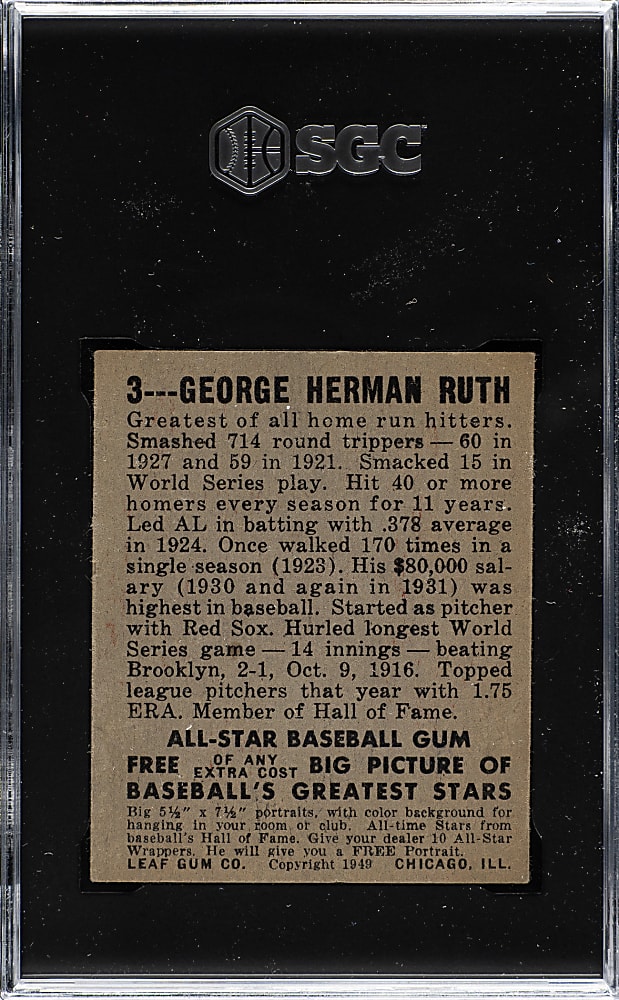 SGC
3---GEORGE HERMAN RUTH
Greatest of all home run hitters.
Smashed 714 round trippers — 60 in
1927 and 59 in 1921. Smacked 15 in
World Series play. Hit 40 or more
homers every season for 11 years.
Led AL in batting with .378 average
in 1924. Once walked 170 times in a
single season (1923). His $80,000 sal-
ary (1930 and again in 1931) was
highest in baseball. Started as pitcher
with Red Sox. Hurled longest World
Series game — 14 innings — beating
Brooklyn, 2-1, Oct. 9, 1916. Topped
league pitchers that year with 1.75
ERA. Member of Hall of Fame.
ALL-STAR BASEBALL GUM
FREE OF ANY EXTRA COST BIG PICTURE OF
BASEBALL'S GREATEST STARS
Big 5½" x 7½" portraits, with color background for
hanging in your room or club. All-time Stars from
baseball's Hall of Fame. Give your dealer 10 All-Star
Wrappers. He will give you a FREE Portrait.
LEAF GUM CO. Copyright 1949 CHICAGO, ILL.